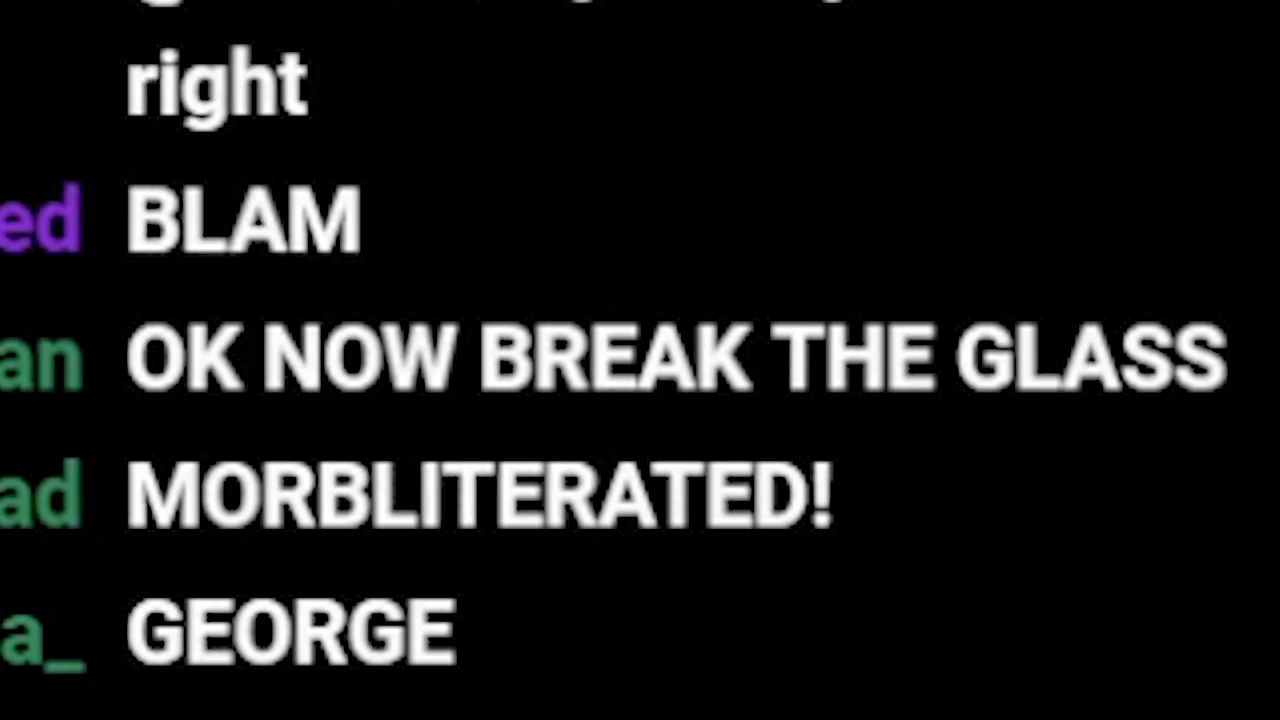 right
ed BLAM
an OK NOW BREAK THE GLASS
ad MORBLITERATED!
a_ GEORGE